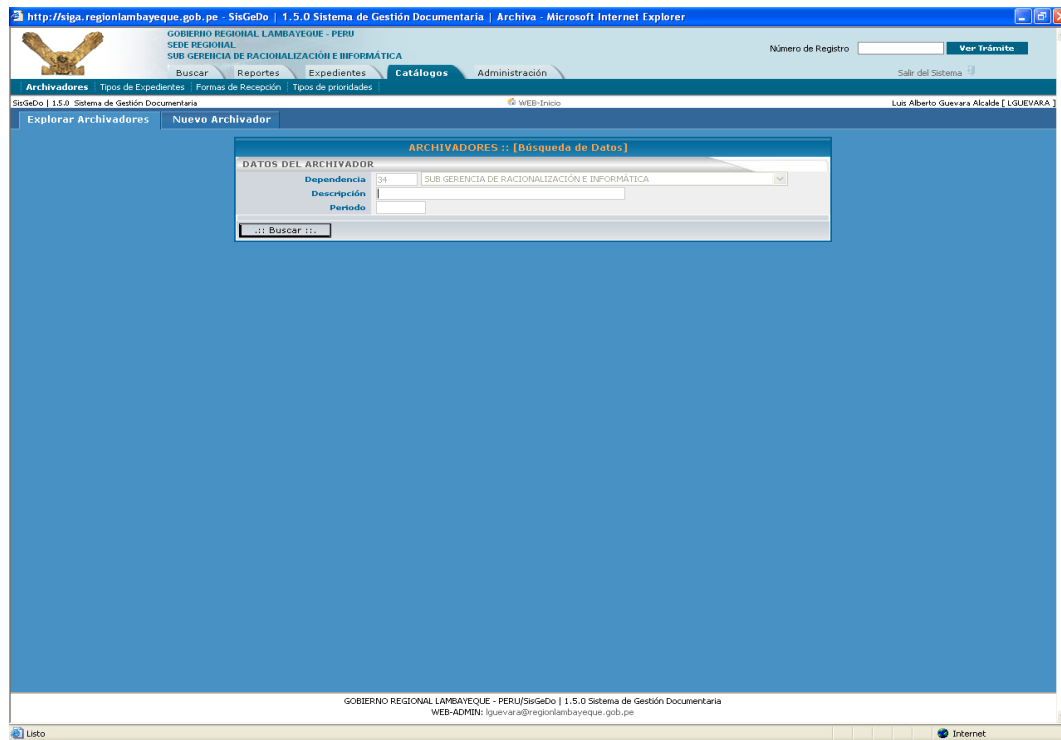 http://siga.regionlambayeque.gob.pe - SisGeDo | 1.5.0 Sistema de Gestión Documentaria | Archiva - Microsoft Internet Explorer
GOBIERNO REGIONAL LAMBAYEQUE - PERU
SEDE REGIONAL
SUB GERENCIA DE RACIONALIZACIÓN E INFORMÁTICA
Número de Registro Ver Trámite
Buscar Reportes Expedientes Catálogos Administración Salir del Sistema
Archivadores Tipos de Expedientes Formas de Recepción Tipos de prioridades
SisGeDo | 1.5.0 Sistema de Gestión Documentaria WEB-Inicio Luis Alberto Guevara Alcalde [ LGUEVARA ]
Explorar Archivadores Nuevo Archivador
ARCHIVADORES :: [Búsqueda de Datos]
DATOS DEL ARCHIVADOR
Dependencia 34 SUB GERENCIA DE RACIONALIZACIÓN E INFORMÁTICA
Descripción
Periodo
.:: Buscar ::.
GOBIERNO REGIONAL LAMBAYEQUE - PERU/SisGeDo | 1.5.0 Sistema de Gestión Documentaria
WEB-ADMIN: lguevara@regionlambayeque.gob.pe
Listo Internet